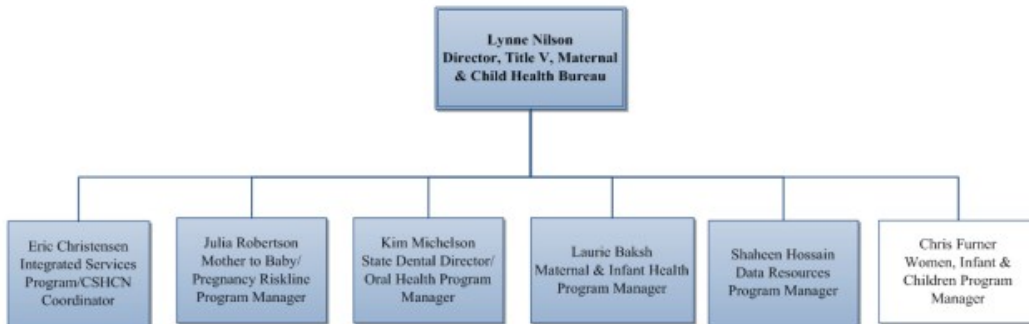 Lynne Nilson
Director, Title V, Maternal
& Child Health Bureau
Eric Christensen
Integrated Services
Program/CSHCN
Coordinator
Julia Robertson
Mother to Baby/
Pregnancy Riskline
Program Manager
Kim Michelson
State Dental Director/
Oral Health Program
Manager
Laurie Baksh
Maternal & Infant Health
Program Manager
Shaheen Hossain
Data Resources
Program Manager
Chris Furner
Women, Infant &
Children Program
Manager